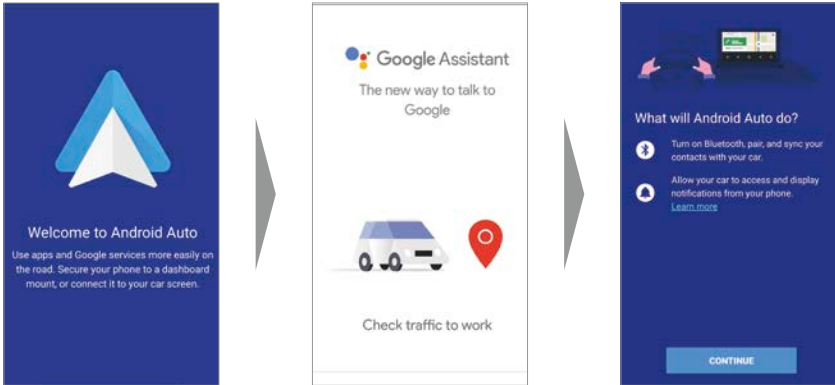 Welcome to Android Auto
Use apps and Google services more easily on
the road. Secure your phone to a dashboard
mount, or connect it to your car screen.
Google Assistant
The new way to talk to
Google
Check traffic to work
What will Android Auto do?
Turn on Bluetooth, pair, and sync your
contacts with your car.
Allow your car to access and display
notifications from your phone.
Learn more
CONTINUE